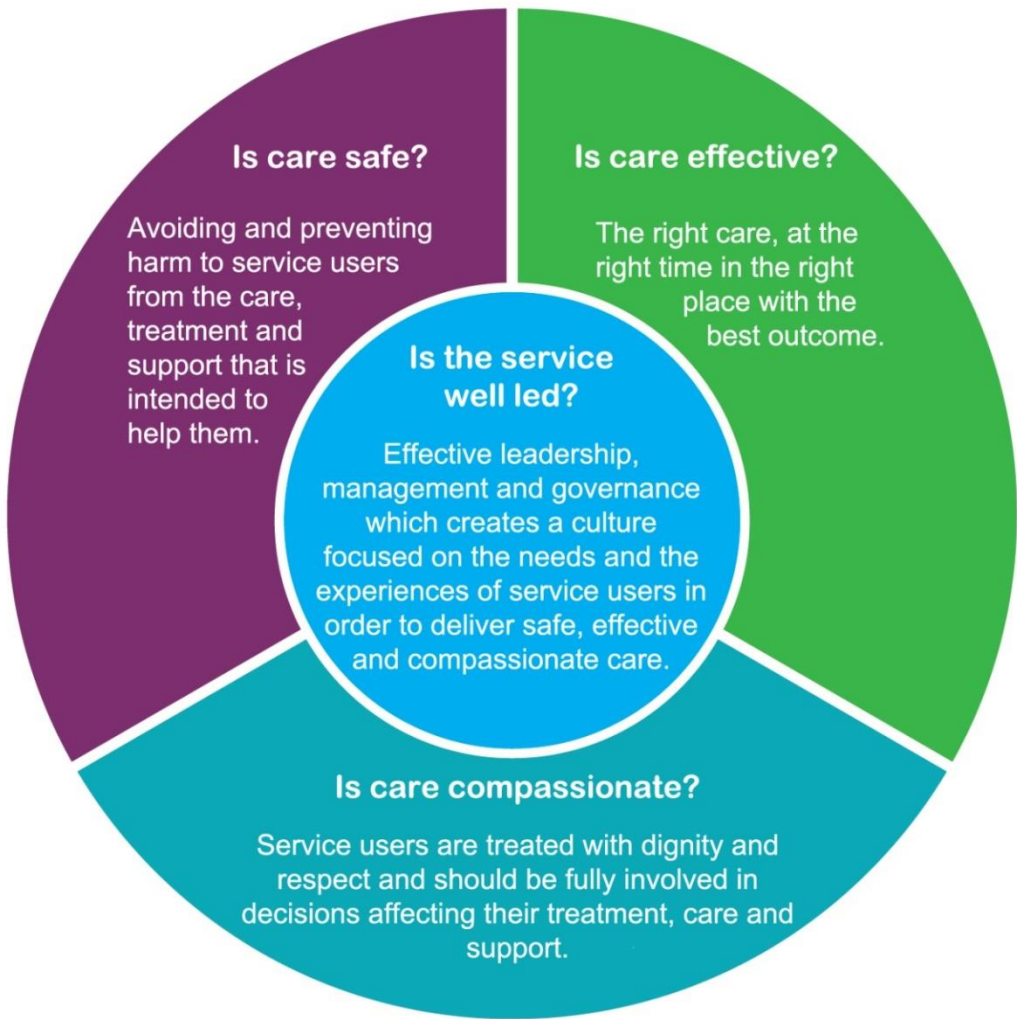 Is care safe?
Avoiding and preventing
harm to service users
from the care,
treatment and
support that is
intended to
help them.
Is care effective?
The right care, at the
right time in the right
place with the
best outcome.
Is the service
well led?
Effective leadership,
management and governance
which creates a culture
focused on the needs and the
experiences of service users in
order to deliver safe, effective
and compassionate care.
Is care compassionate?
Service users are treated with dignity and
respect and should be fully involved in
decisions affecting their treatment, care and
support.